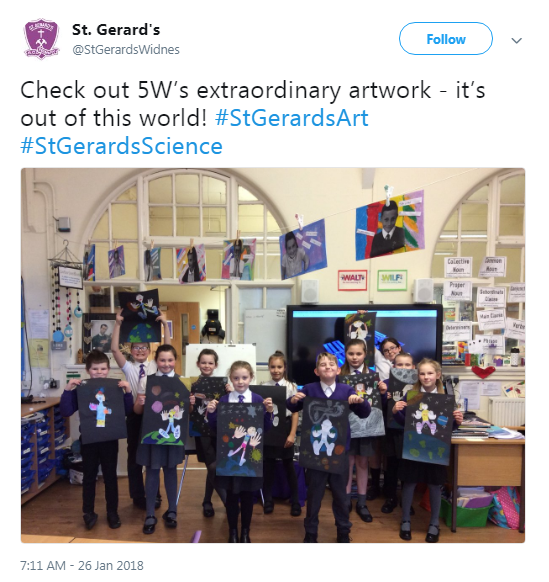 St. Gerard's
@StGerardsWidnes
Follow
Check out 5W’s extraordinary artwork - it’s
out of this world! #StGerardsArt
#StGerardsScience
WALT:
WILF:
Collective
Noun
Common
Noun
Proper
Noun
Subordinate
Clause
Main Clause
Determiners
Phrase
7:11 AM - 26 Jan 2018